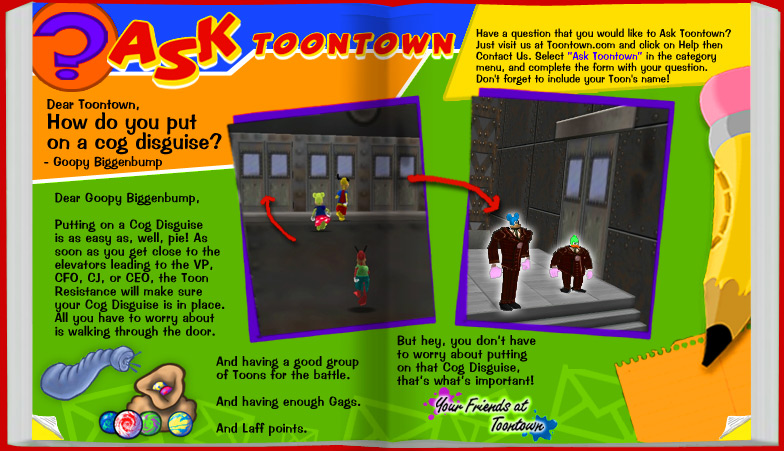 ASK TOONTOWN
Have a question that you would like to Ask Toontown?
Just visit us at Toontown.com and click on Help then
Contact Us. Select "Ask Toontown" in the category
menu, and complete the form with your question.
Don't forget to include your Toon's name!
Dear Toontown,
How do you put
on a cog disguise?
- Goopy Biggenbump
Dear Goopy Biggenbump,
Putting on a Cog Disguise
is as easy as, well, pie! As
soon as you get close to the
elevators leading to the VP,
CFO, CJ, or CEO, the Toon
Resistance will make sure
your Cog Disguise is in place.
All you have to worry about
is walking through the door.
And having a good group
of Toons for the battle.
And having enough Gags.
And Laff points.
But hey, you don't have
to worry about putting
on that Cog Disguise,
that's what's important!
Your Friends at
Toontown